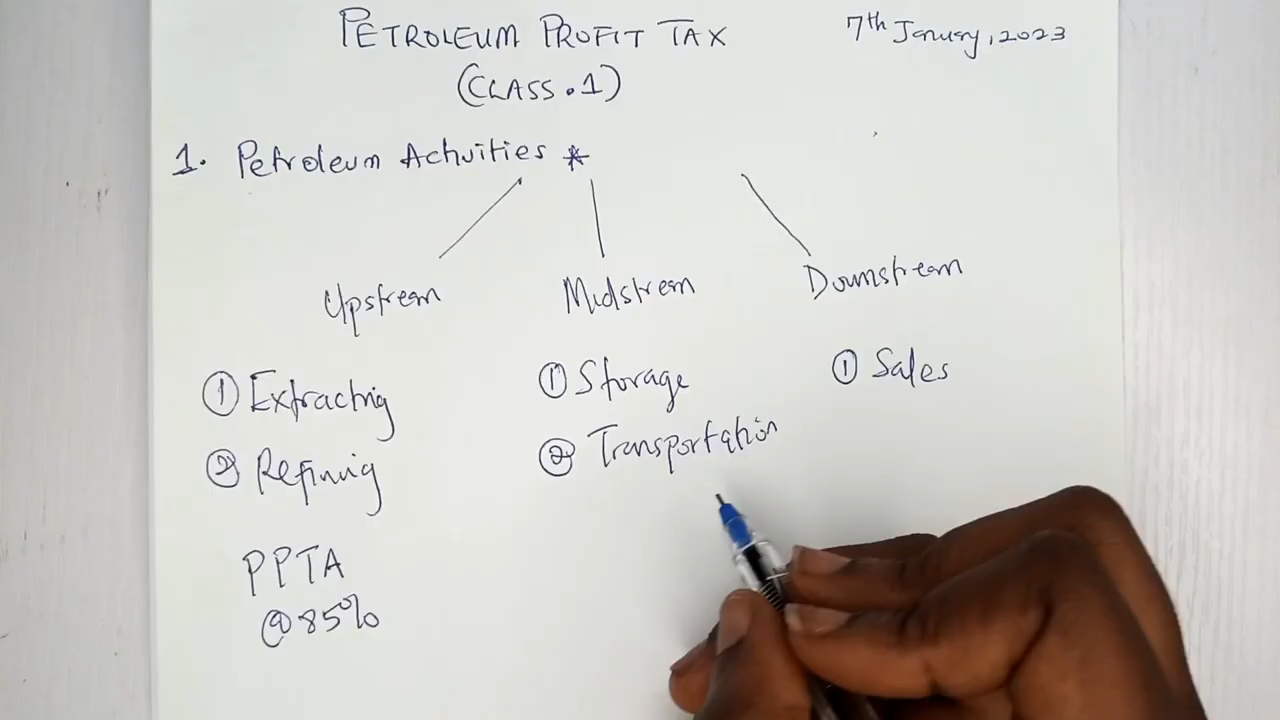 PETROLEUM PROFIT TAX
7th January, 2023
(CLASS.1)
1. Petroleum Activities *
Upstream
Midstream
Downstream
① Extracting
① Storage
① Sales
② Refining
② Transportation
PPTA
@85%